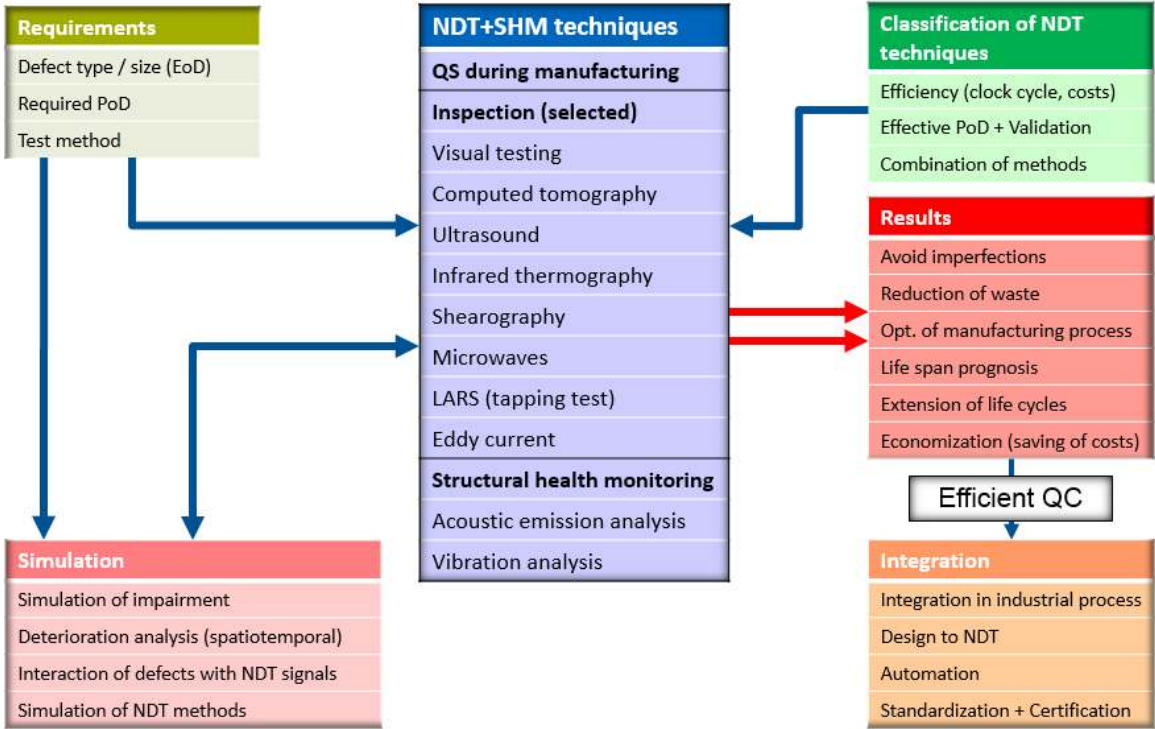 Requirements
Defect type / size (EoD)
Required PoD
Test method
NDT+SHM techniques
QS during manufacturing
Inspection (selected)
Visual testing
Computed tomography
Ultrasound
Infrared thermography
Shearography
Microwaves
LARS (tapping test)
Eddy current
Structural health monitoring
Acoustic emission analysis
Vibration analysis
Classification of NDT
techniques
Efficiency (clock cycle, costs)
Effective PoD + Validation
Combination of methods
Results
Avoid imperfections
Reduction of waste
Opt. of manufacturing process
Life span prognosis
Extension of life cycles
Economization (saving of costs)
Efficient QC
Simulation
Simulation of impairment
Deterioration analysis (spatiotemporal)
Interaction of defects with NDT signals
Simulation of NDT methods
Integration
Integration in industrial process
Design to NDT
Automation
Standardization + Certification